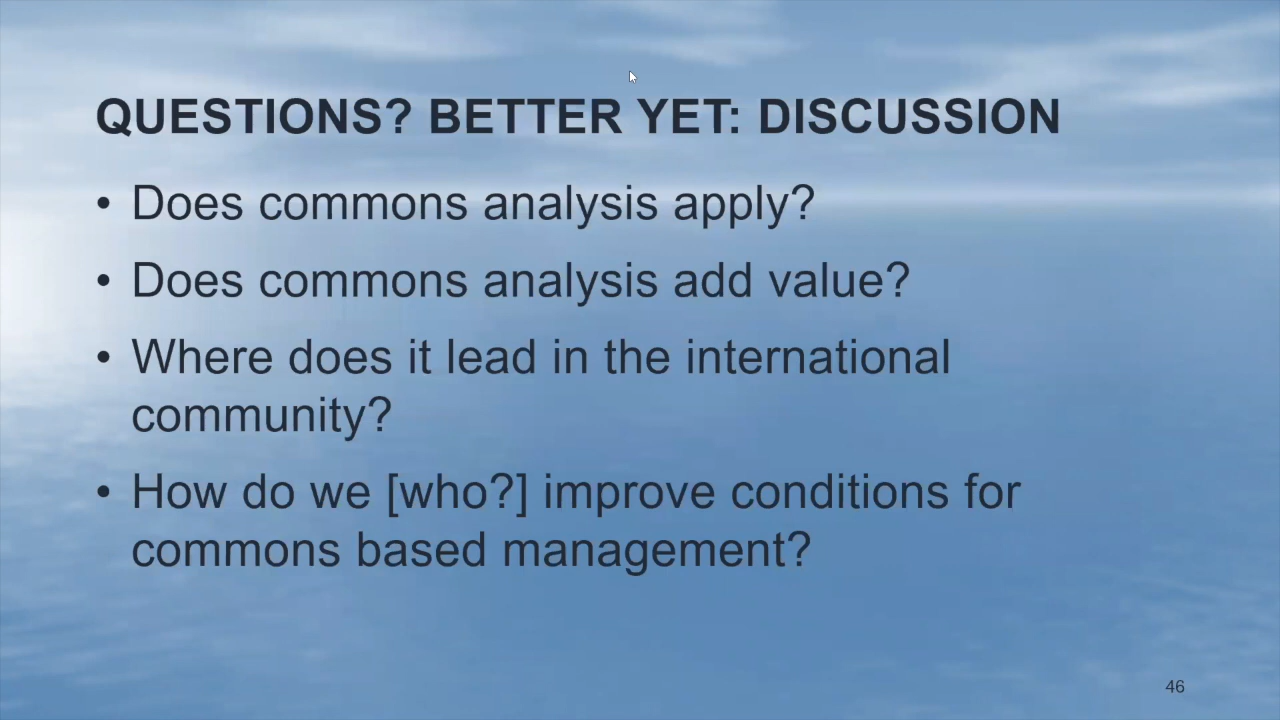 QUESTIONS? BETTER YET: DISCUSSION
• Does commons analysis apply?
• Does commons analysis add value?
• Where does it lead in the international
community?
• How do we [who?] improve conditions for
commons based management?
46